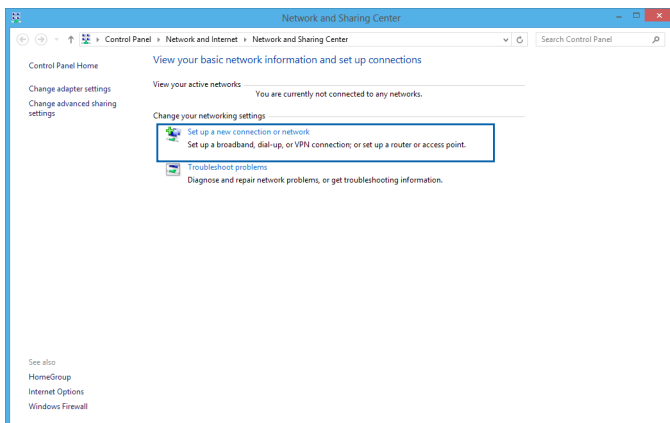 Network and Sharing Center
Control Panel Network and Internet Network and Sharing Center
Search Control Panel
Control Panel Home
Change adapter settings
Change advanced sharing
settings
View your basic network information and set up connections
View your active networks
You are currently not connected to any networks.
Change your networking settings
Set up a new connection or network
Set up a broadband, dial-up, or VPN connection; or set up a router or access point.
Troubleshoot problems
Diagnose and repair network problems, or get troubleshooting information.
See also
HomeGroup
Internet Options
Windows Firewall